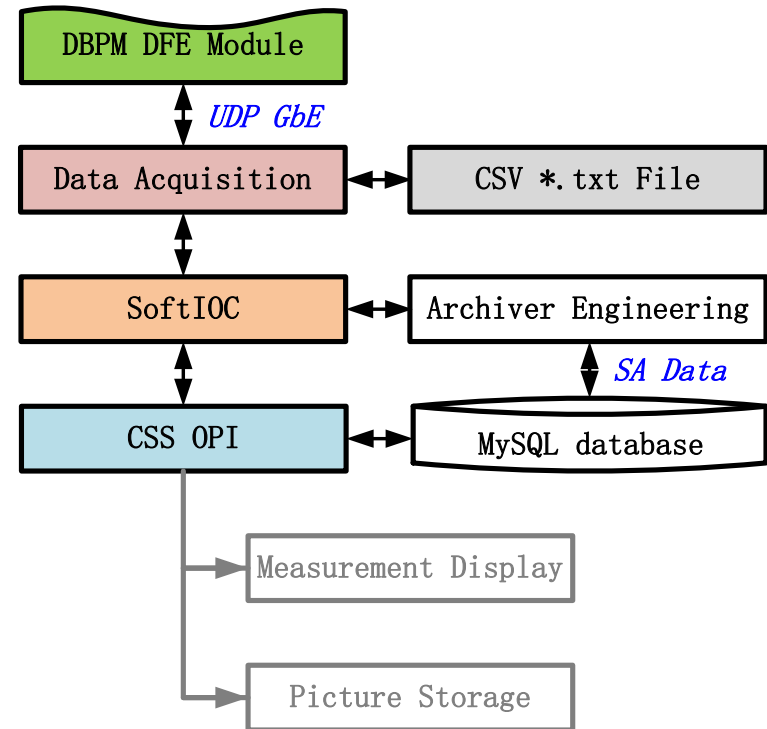 DBPM DFE Module
UDP GbE
Data Acquisition
CSV *.txt File
SoftIOC
Archiver Engineering
SA Data
CSS OPI
MySQL database
Measurement Display
Picture Storage